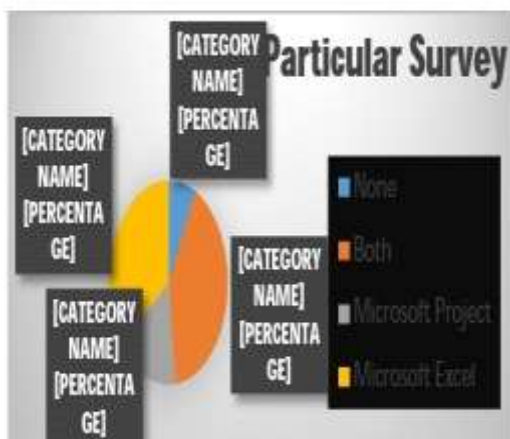 Particular Survey
[CATEGORY
NAME]
[PERCENTA
GE]
[CATEGORY
NAME]
[PERCENTA
GE]
[CATEGORY
NAME]
[PERCENTA
GE]
[CATEGORY
NAME]
[PERCENTA
GE]
None
Both
Microsoft Project
Microsoft Excel